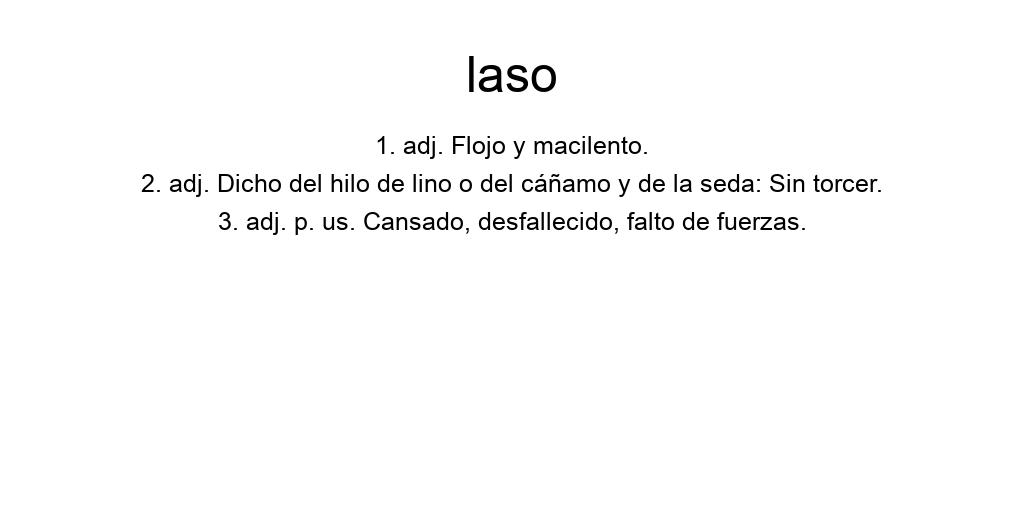 laso
1. adj. Flojo y macilento.
2. adj. Dicho del hilo de lino o del cáñamo y de la seda: Sin torcer.
3. adj. p. us. Cansado, desfallecido, falto de fuerzas.